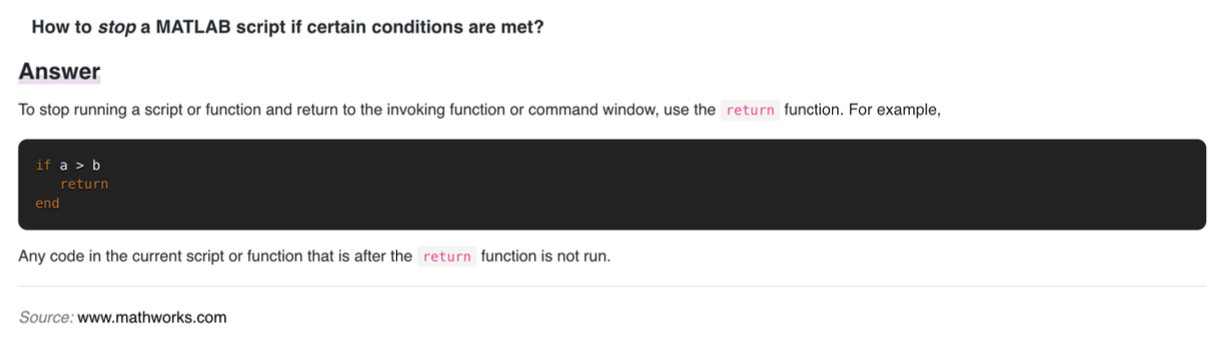 How to stop a MATLAB script if certain conditions are met?
Answer
To stop running a script or function and return to the invoking function or command window, use the return function. For example,
if a > b
   return
end
Any code in the current script or function that is after the return function is not run.
Source: www.mathworks.com